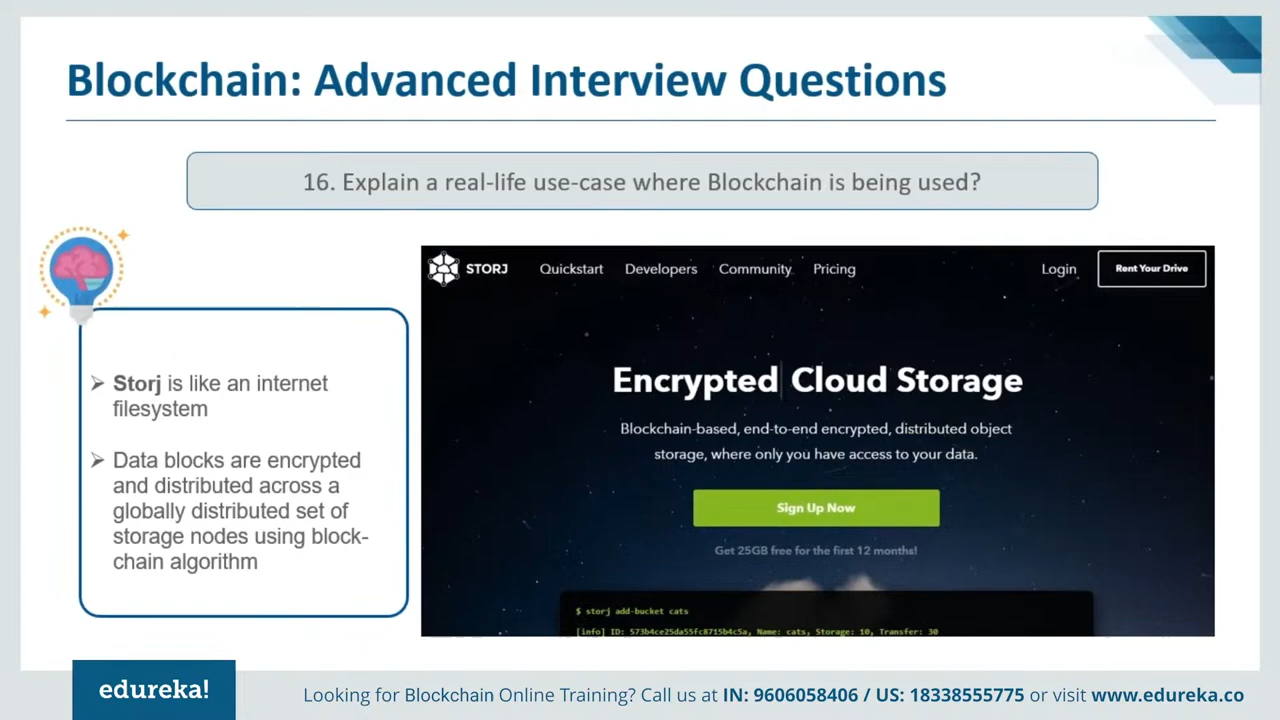 Blockchain: Advanced Interview Questions
16. Explain a real-life use-case where Blockchain is being used?
➢ Storj is like an internet
filesystem
➢ Data blocks are encrypted
and distributed across a
globally distributed set of
storage nodes using block-
chain algorithm
STORJ Quickstart Developers Community Pricing Login Rent Your Drive
Encrypted Cloud Storage
Blockchain-based, end-to-end encrypted, distributed object
storage, where only you have access to your data.
Sign Up Now
Get 25GB free for the first 12 months!
$ storj add-bucket cats
[info] ID: 573b4ce25da55fc8715b4c5a, Name: cats, Storage: 10, Transfer: 30
edureka!
Looking for Blockchain Online Training? Call us at IN: 9606058406 / US: 18338555775 or visit www.edureka.co